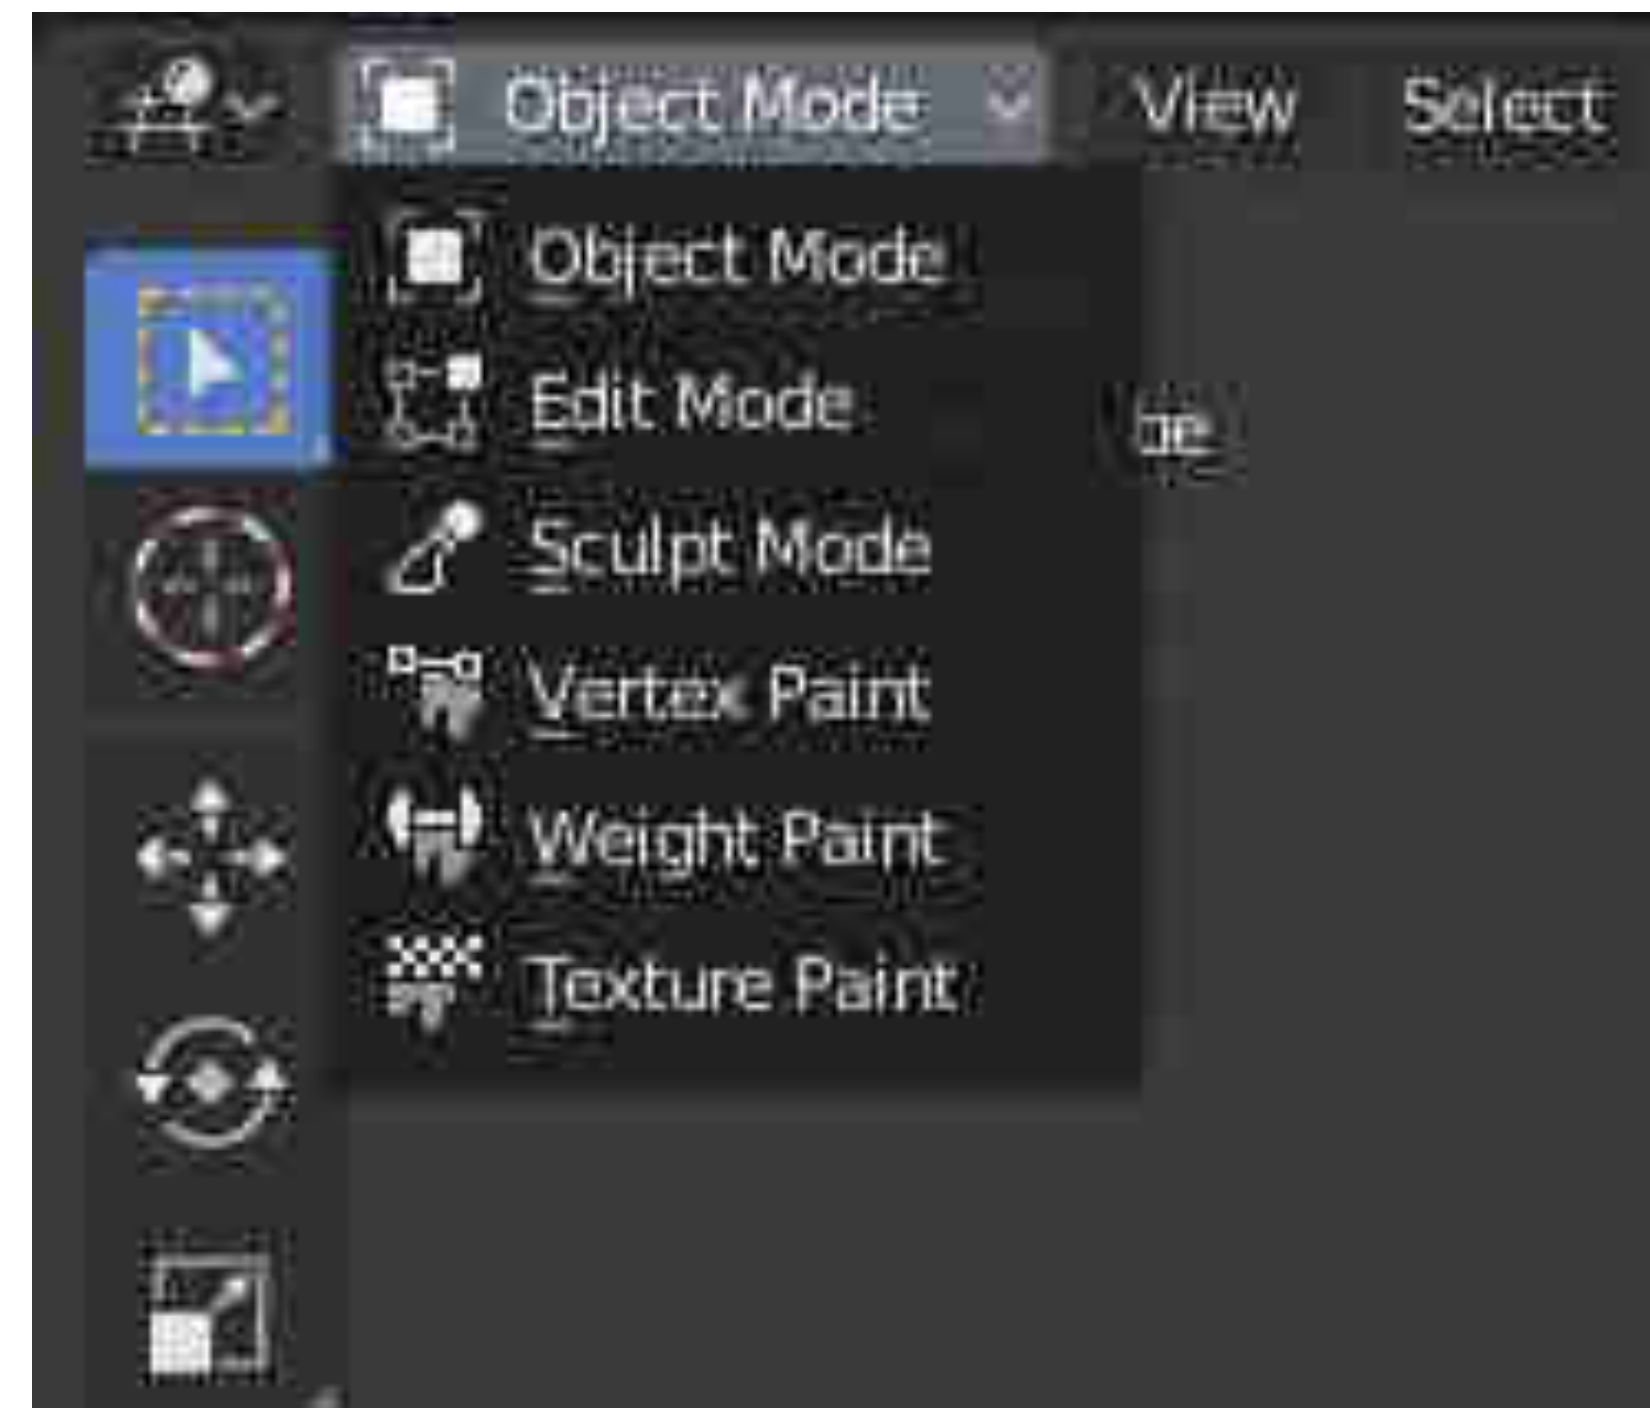 Object Mode View Select
Object Mode
Edit Mode
Sculpt Mode
Vertex Paint
Weight Paint
Texture Paint